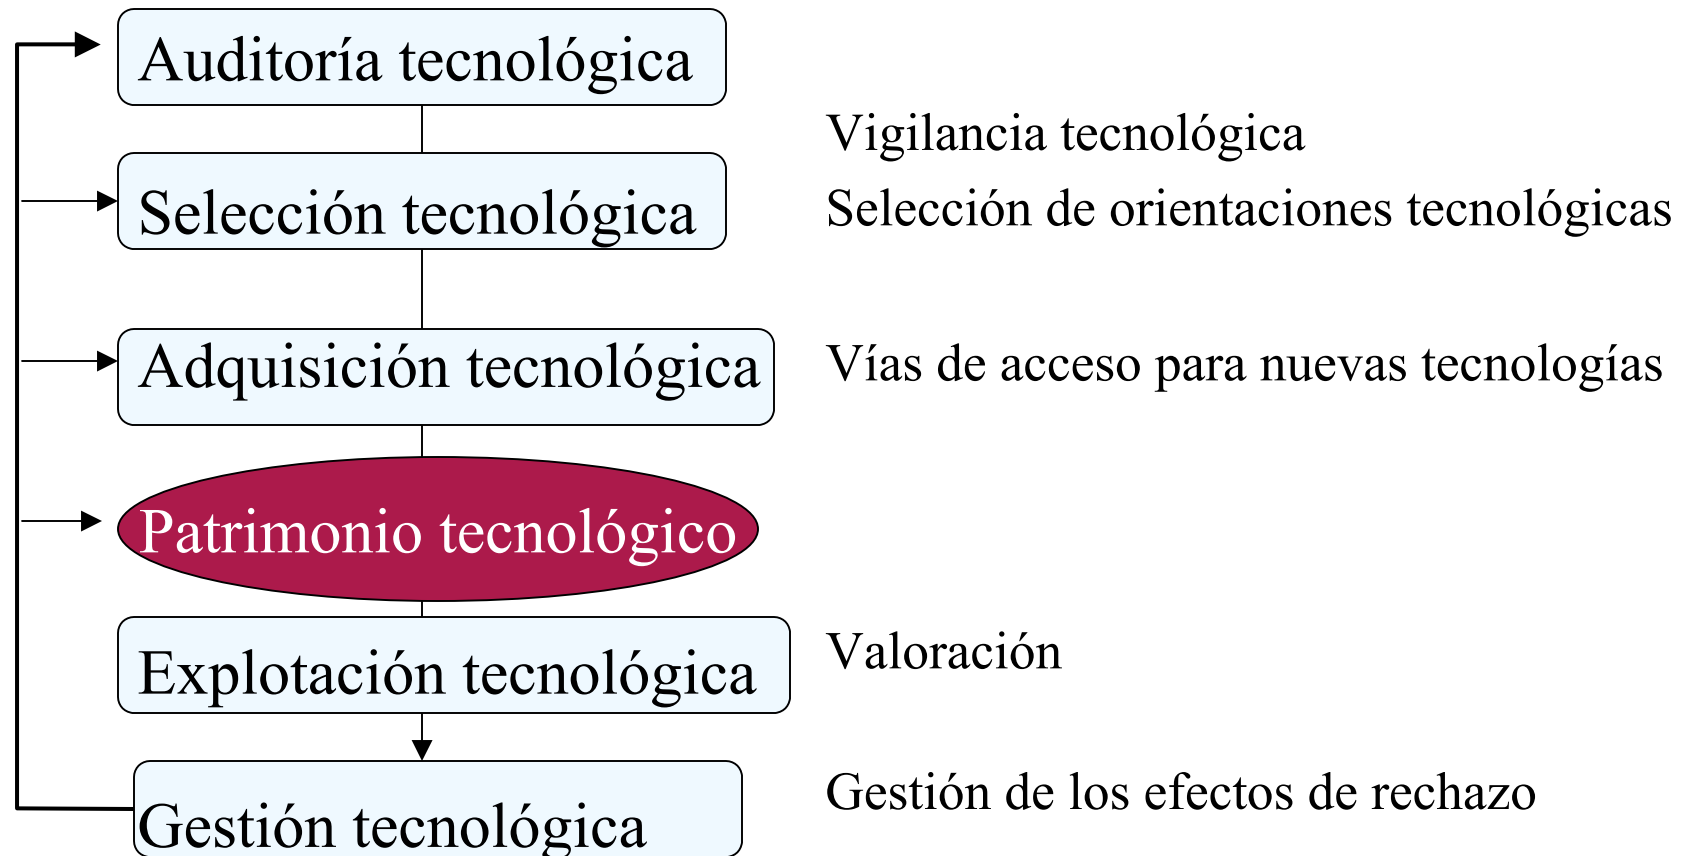 Auditoría tecnológica
Vigilancia tecnológica
Selección tecnológica
Selección de orientaciones tecnológicas
Adquisición tecnológica
Vías de acceso para nuevas tecnologías
Patrimonio tecnológico
Explotación tecnológica
Valoración
Gestión tecnológica
Gestión de los efectos de rechazo